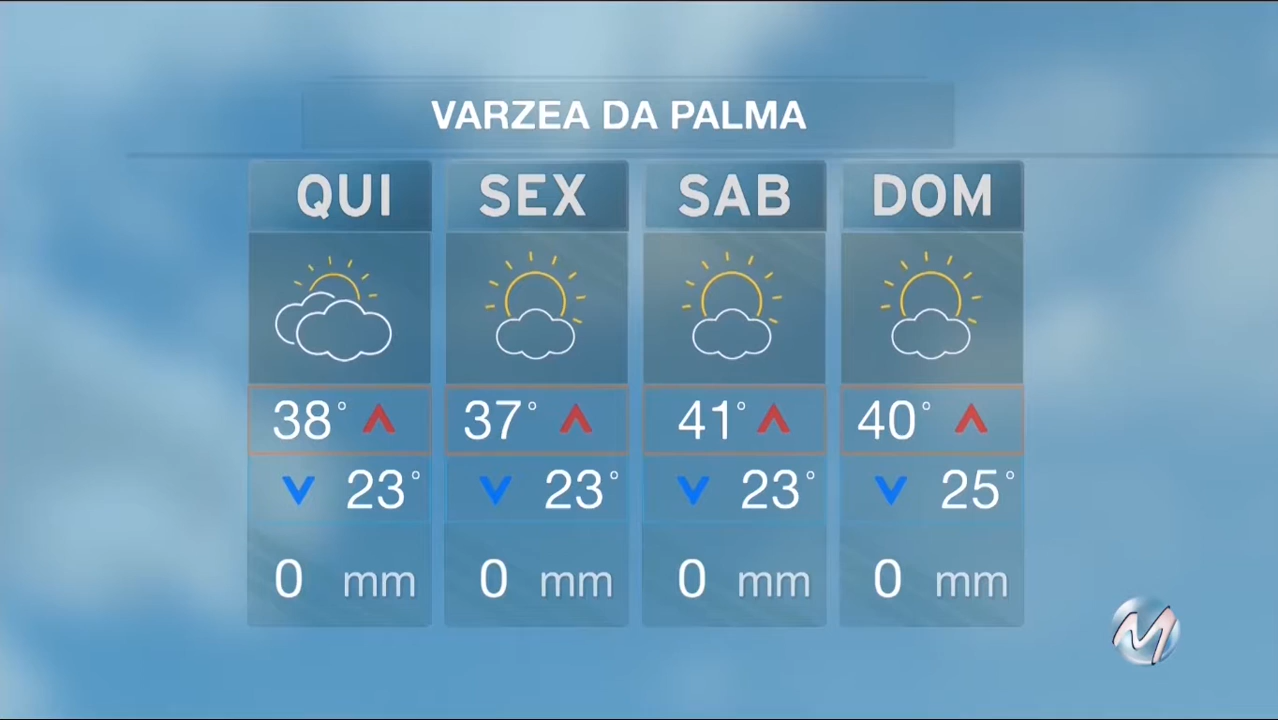 VARZEA DA PALMA
QUI SEX SAB DOM
38° 37° 41° 40°
23° 23° 23° 25°
0 mm 0 mm 0 mm 0 mm
M